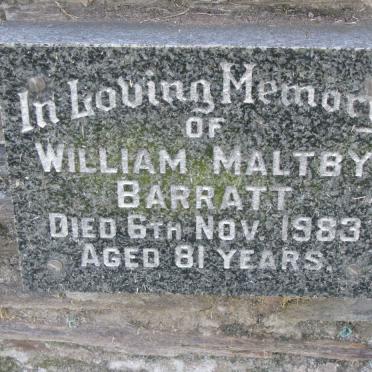 In Loving Memory
OF
WILLIAM MALTBY
BARRATT
DIED 6TH NOV. 1983
AGED 81 YEARS.